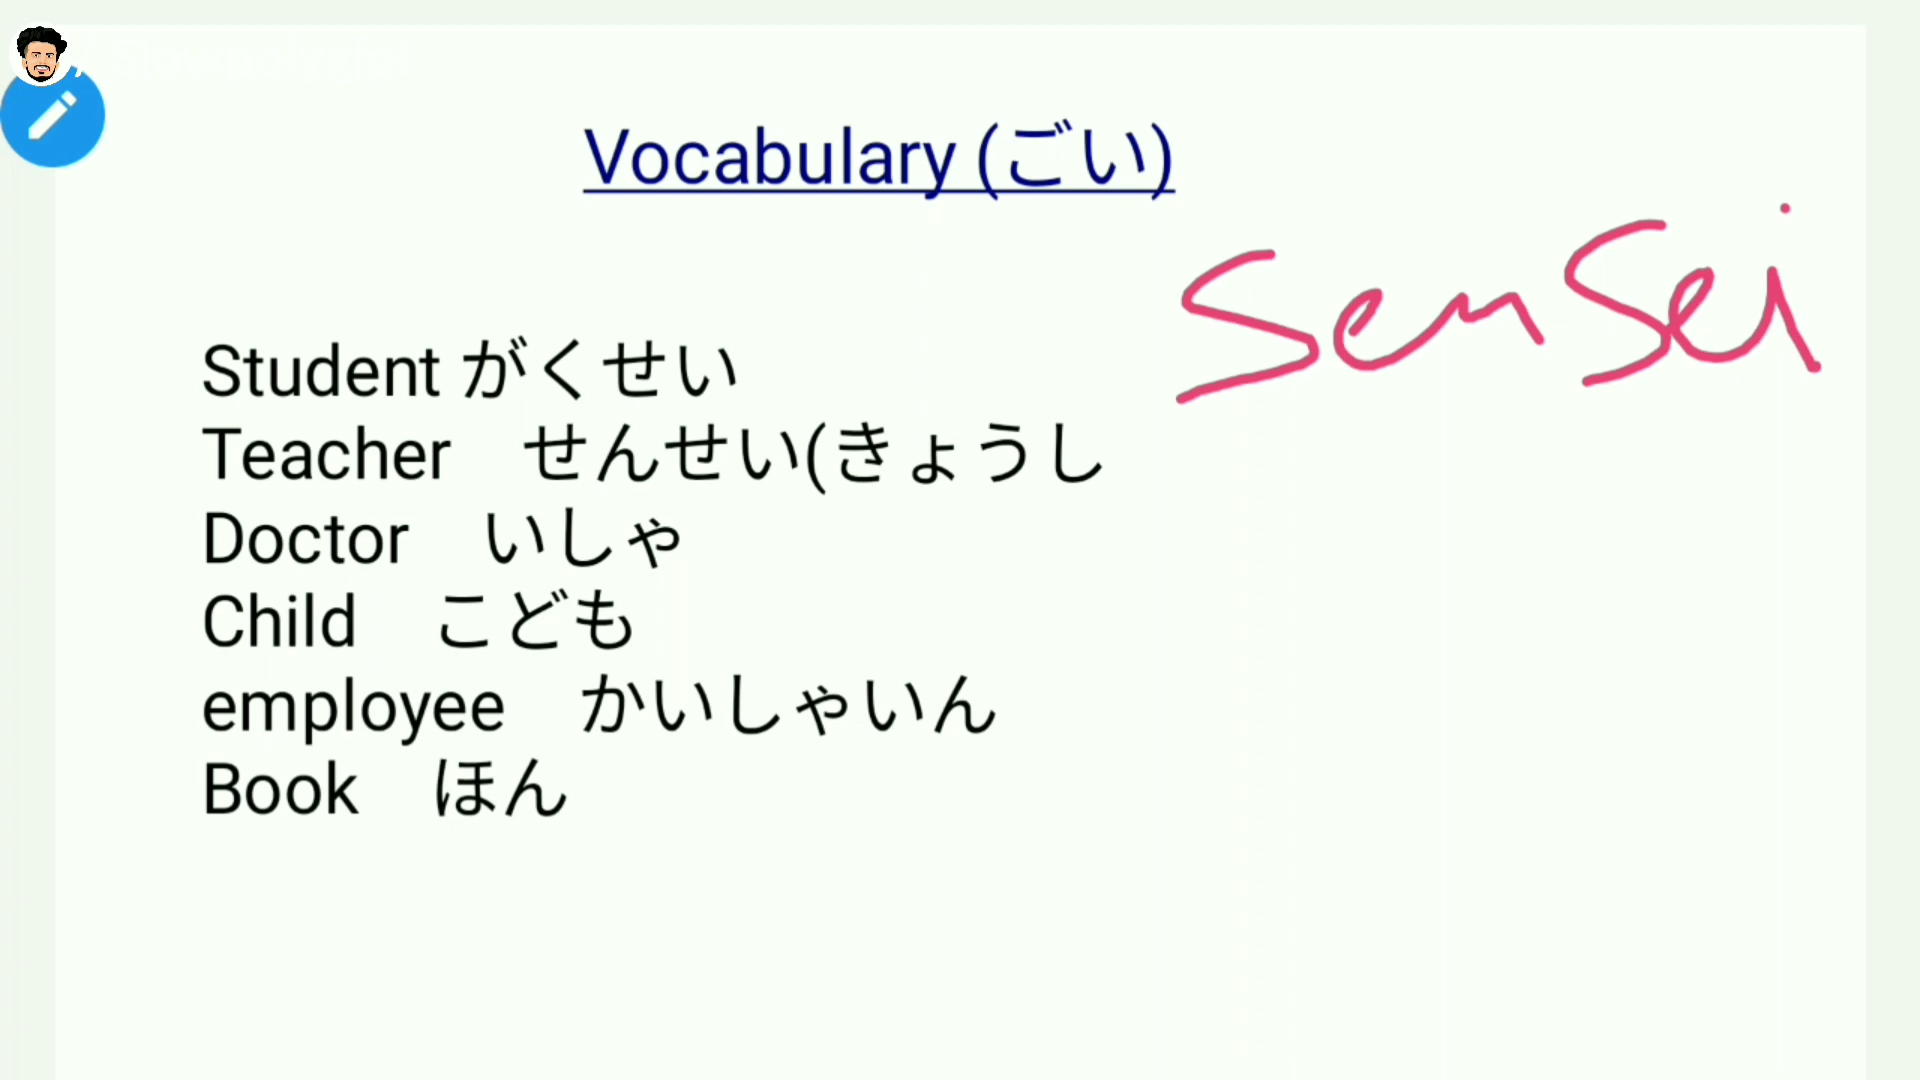 Vocabulary (ごい)
SenSei
Student がくせい
Teacher　せんせい(きょうし
Doctor　いしゃ
Child　こども
employee　かいしゃいん
Book　ほん